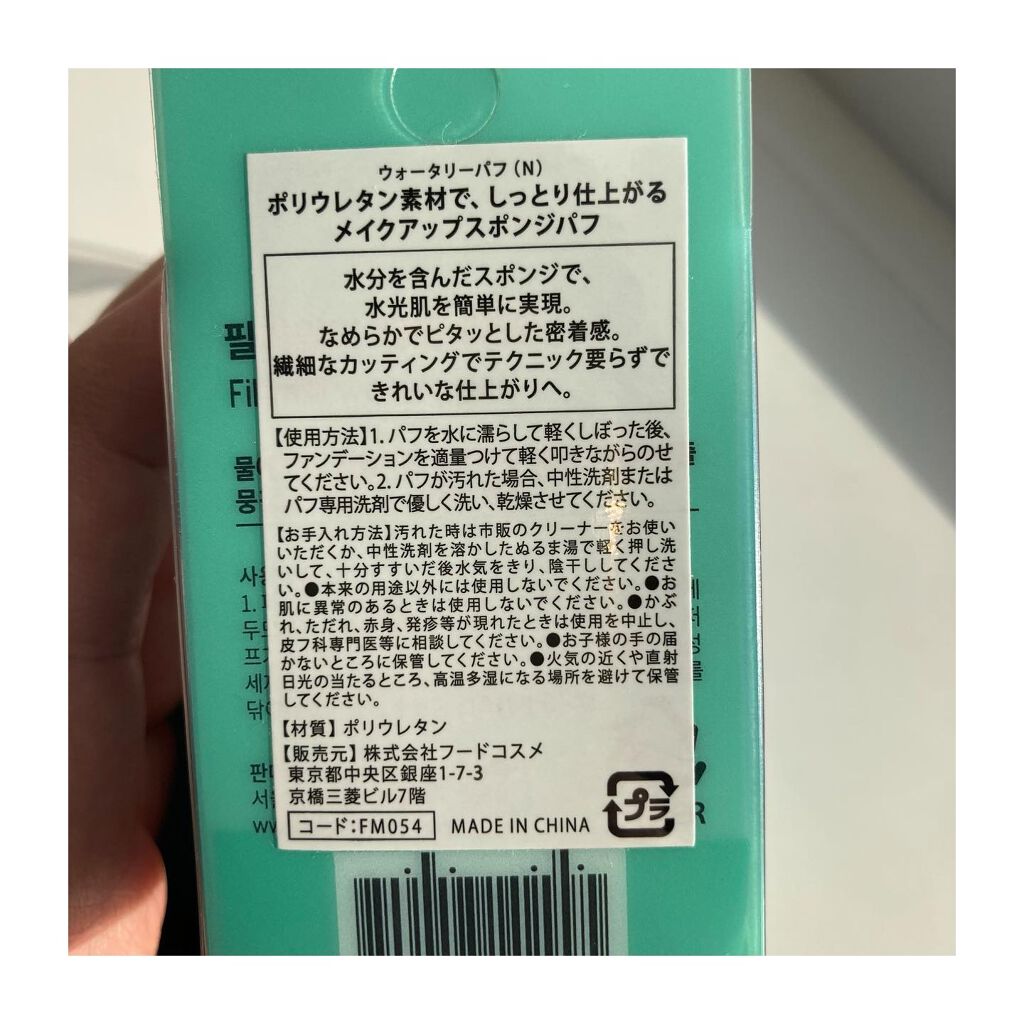 ウォータリーパフ（N）
ポリウレタン素材で、しっとり仕上がる
メイクアップスポンジパフ
水分を含んだスポンジで、
水光肌を簡単に実現。
なめらかでピタッとした密着感。
繊細なカッティングでテクニック要らずで
きれいな仕上がりへ。
【使用方法】1. パフを水に濡らして軽くしぼった後、
ファンデーションを適量つけて軽く叩きながらのせ
てください。2. パフが汚れた場合、中性洗剤または
パフ専用洗剤で優しく洗い、乾燥させてください。
【お手入れ方法】汚れた時は市販のクリーナーをお使い
いただくか、中性洗剤を溶かしたぬるま湯で軽く押し洗
いして、十分すすいだ後水気をきり、陰干ししてくださ
い。●本来の用途以外には使用しないでください。●お
肌に異常のあるときは使用しないでください。●かぶ
れ、ただれ、赤身、発疹等が現れたときは使用を中止し、
皮フ科専門医等に相談してください。●お子様の手の届
かないところに保管してください。●火気の近くや直射
日光の当たるところ、高温多湿になる場所を避けて保管
してください。
【材質】ポリウレタン
【販売元】株式会社フードコスメ
東京都中央区銀座1-7-3
京橋三菱ビル7階
コード:FM054 MADE IN CHINA プラ
필
Fil
사용
1.
두
세
서울
ww